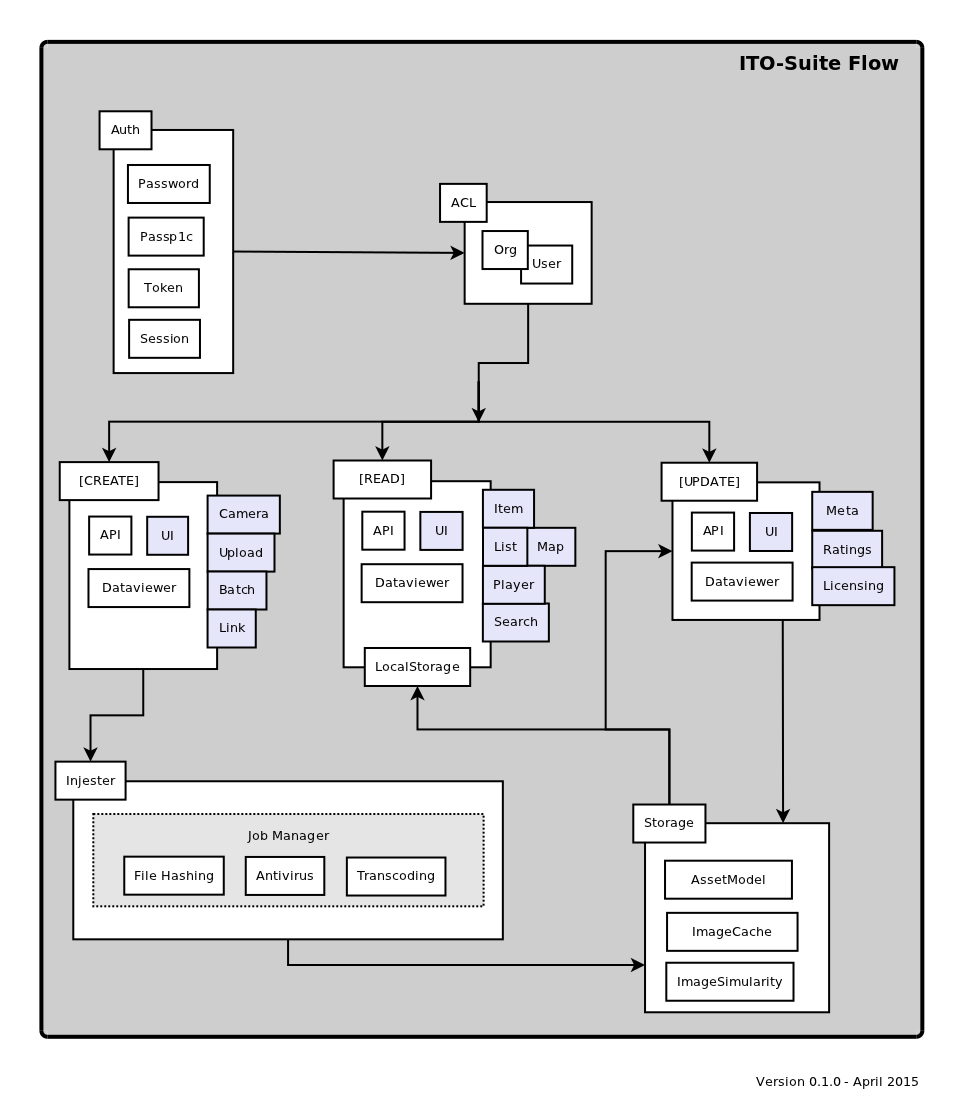 ITO-Suite Flow
Auth
Password
Passp1c
Token
Session
ACL
Org
User
[CREATE]
API
UI
Dataviewer
Camera
Upload
Batch
Link
[READ]
API
UI
Dataviewer
LocalStorage
Item
List
Map
Player
Search
[UPDATE]
API
UI
Dataviewer
Meta
Ratings
Licensing
Injester
Job Manager
File Hashing
Antivirus
Transcoding
Storage
AssetModel
ImageCache
ImageSimularity
Version 0.1.0 - April 2015